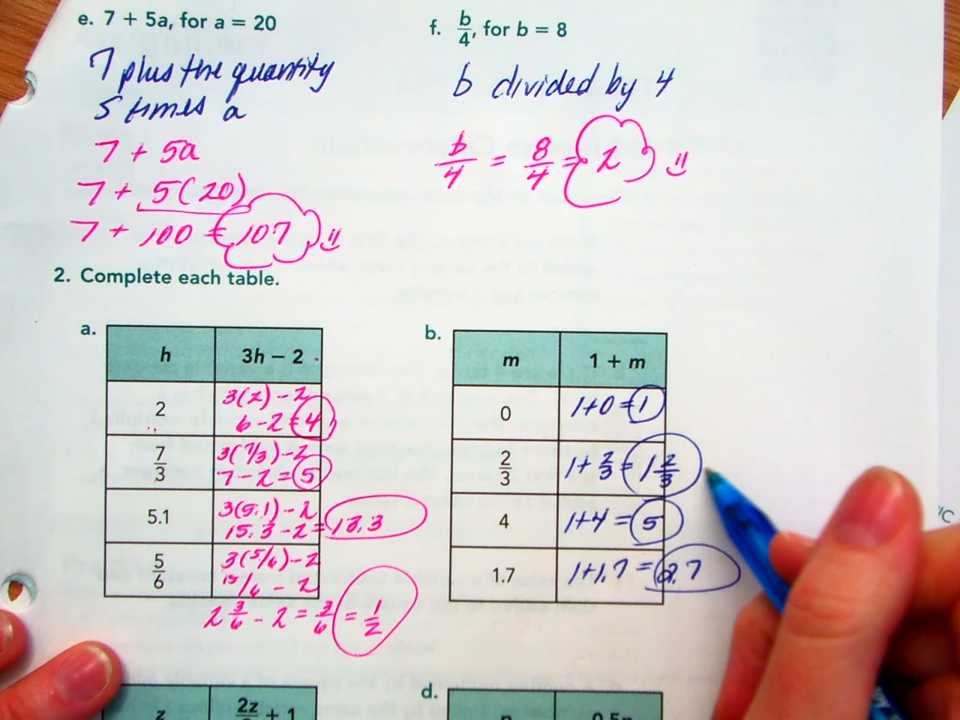 e. 7 + 5a, for a = 20
7 plus the quantity
5 times a
7 + 5a
7 + 5(20)
7 + 100 = 107
f. b/4, for b = 8
b divided by 4
b/4 = 8/4 = 2
2. Complete each table.
a.
h 3h − 2
2 3(2) - 2
6 - 2 = 4
7/3 3(7/3) - 2
7 - 2 = 5
5.1 3(5.1) - 2
15.3 - 2 = 13.3
5/6 3(5/6) - 2
15/6 - 2
2 3/6 - 2 = 3/6 = 1/2
b.
m 1 + m
0 1+0 = 1
2/3 1 + 2/3 = 1 2/3
4 1+4 = 5
1.7 1+1.7 = 2.7
°C
z 2z + 1
d.